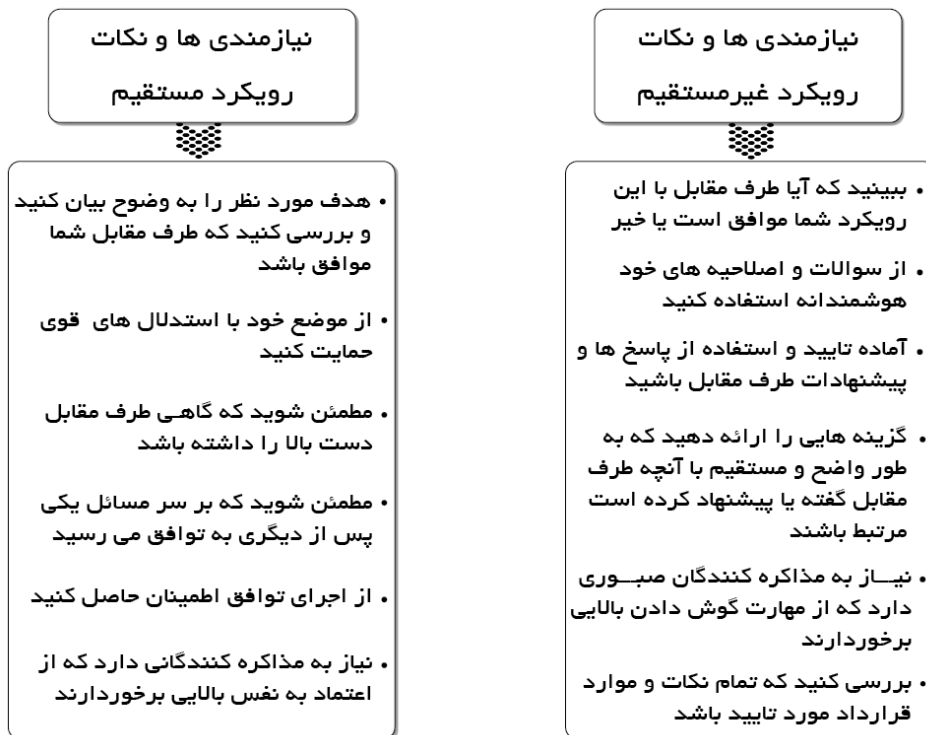 نیازمندی ها و نکات
رویکرد غیرمستقیم
• ببینید که آیا طرف مقابل با این
رویکرد شما موافق است یا خیر
• از سوالات و اصلاحیه های خود
هوشمندانه استفاده کنید
• آماده تایید و استفاده از پاسخ ها و
پیشنهادات طرف مقابل باشید
• گزینه هایی را ارائه دهید که به
طور واضح و مستقیم با آنچه طرف
مقابل گفته یا پیشنهاد کرده است
مرتبط باشند
• نیـــاز به مذاکره کنندگان صبـــوری
دارد که از مهارت گوش دادن بالایی
برخوردارند
• بررسی کنید که تمام نکات و موارد
قرارداد مورد تایید باشد
نیازمندی ها و نکات
رویکرد مستقیم
• هدف مورد نظر را به وضوح بیان کنید
و بررسی کنید که طرف مقابل شما
موافق باشد
• از موضع خود با استدلال های قوی
حمایت کنید
• مطمئن شوید که گاهـی طرف مقابل
دست بالا را داشته باشد
• مطمئن شوید که بر سر مسائل یکی
پس از دیگری به توافق می رسید
• از اجرای توافق اطمینان حاصل کنید
• نیاز به مذاکره کنندگانی دارد که از
اعتماد به نفس بالایی برخوردارند